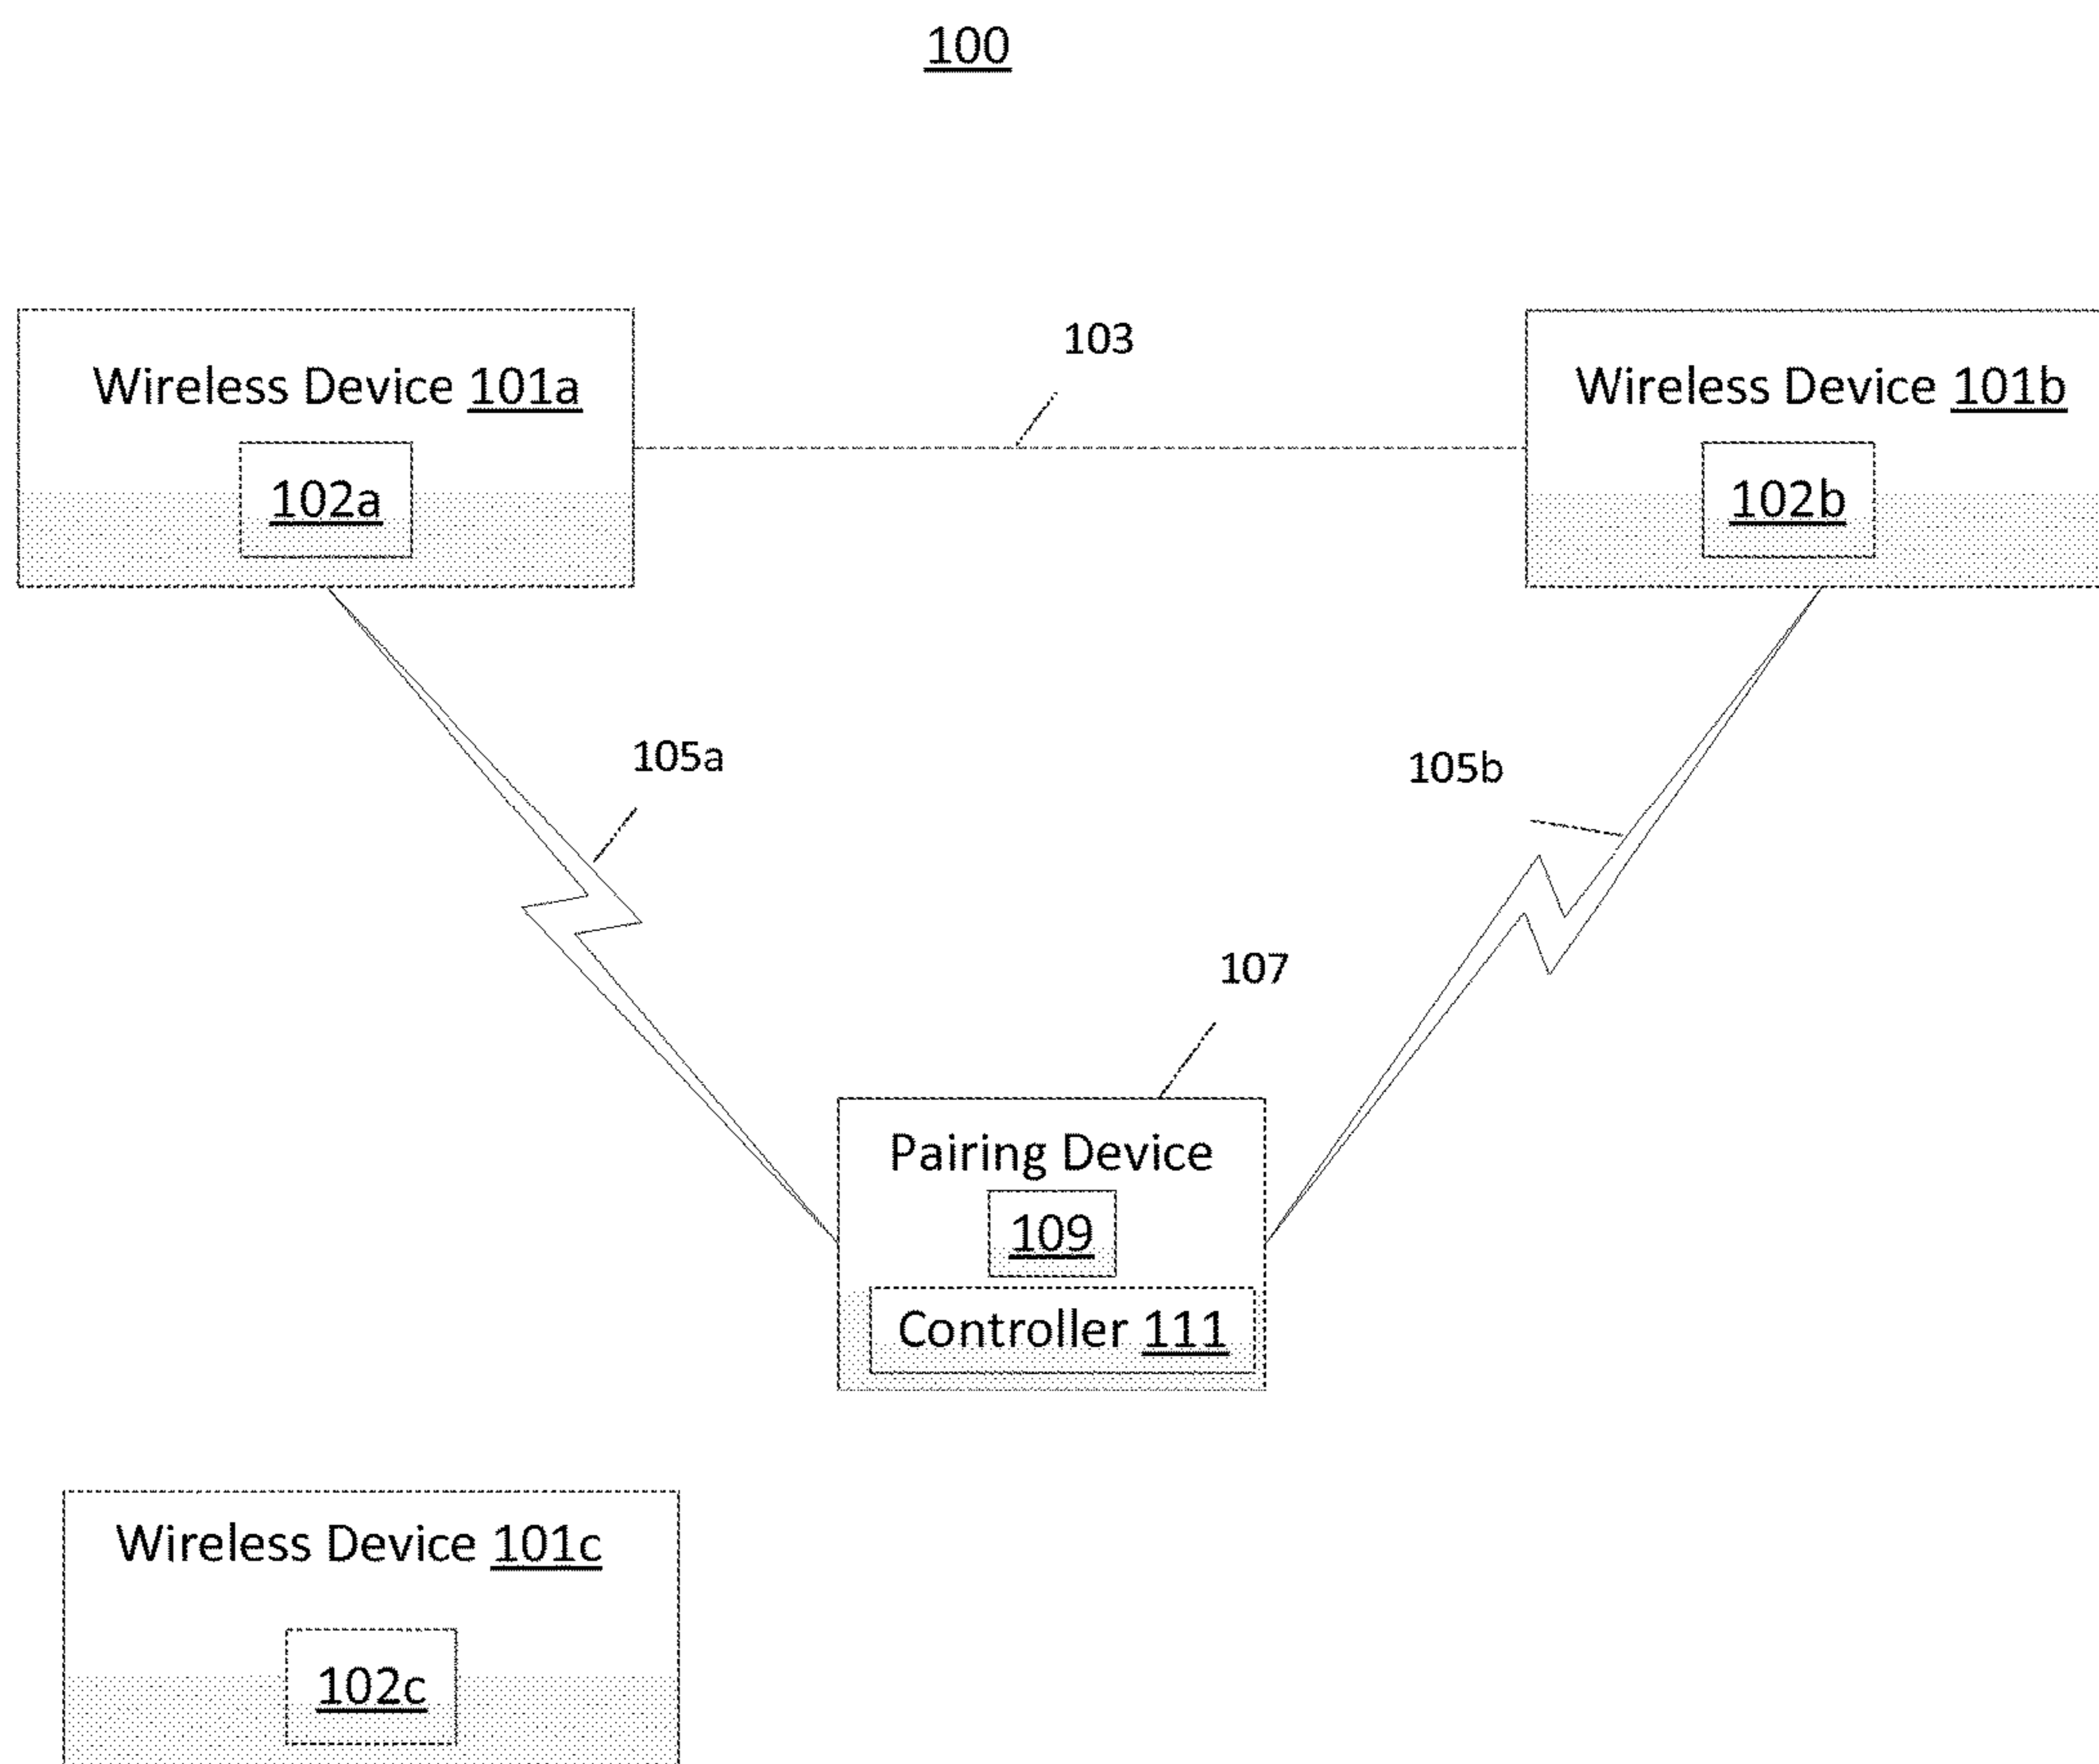 100
103
Wireless Device 101a
Wireless Device 101b
102a
102b
105a
105b
107
Pairing Device
109
Controller 111
Wireless Device 101c
102c